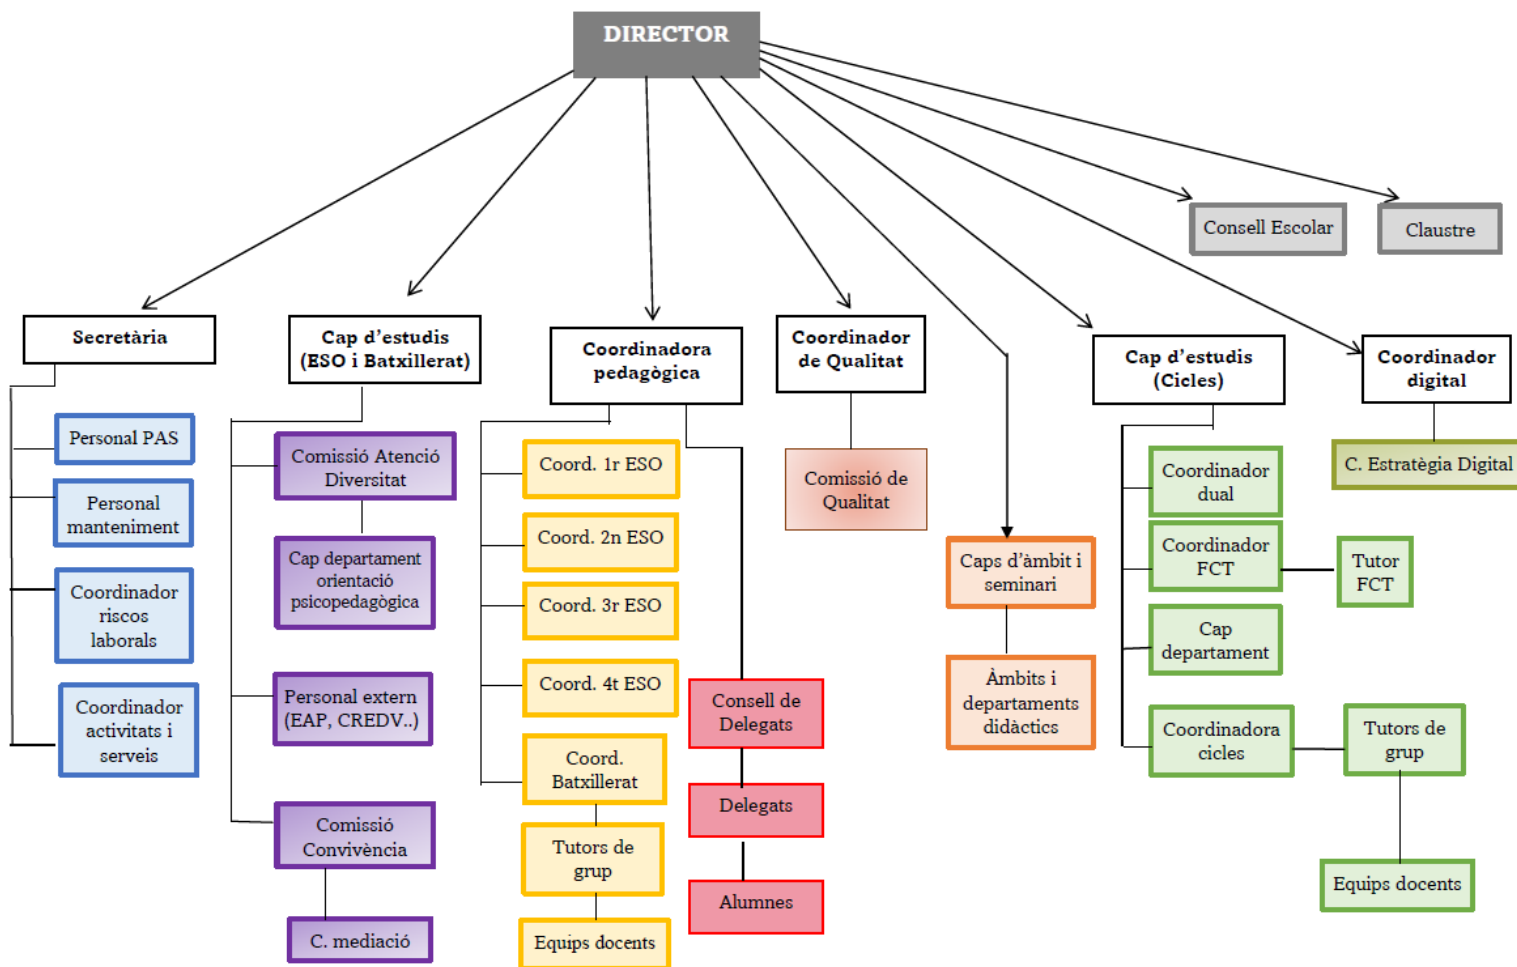 DIRECTOR
Consell Escolar
Claustre
Secretària
Cap d'estudis
(ESO i Batxillerat)
Coordinadora
pedagògica
Coordinador
de Qualitat
Cap d'estudis
(Cicles)
Coordinador
digital
Personal PAS
Personal
manteniment
Coordinador
riscos
laborals
Coordinador
activitats i
serveis
Comissió Atenció
Diversitat
Cap departament
orientació
psicopedagògica
Personal extern
(EAP, CREDV..)
Comissió
Convivència
C. mediació
Coord. 1r ESO
Coord. 2n ESO
Coord. 3r ESO
Coord. 4t ESO
Coord.
Batxillerat
Tutors de
grup
Equips docents
Consell de
Delegats
Delegats
Alumnes
Comissió de
Qualitat
Caps d'àmbit i
seminari
Àmbits i
departaments
didàctics
Coordinador
dual
Coordinador
FCT
Tutor
FCT
Cap
departament
Coordinadora
cicles
Tutors de
grup
Equips docents
C. Estratègia Digital